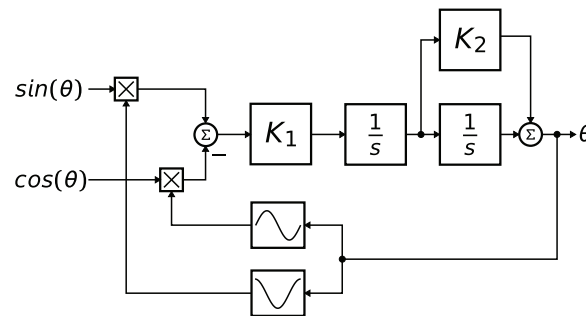 K₂
sin(θ)
Σ
K₁
1/s
1/s
Σ
θ
−
cos(θ)